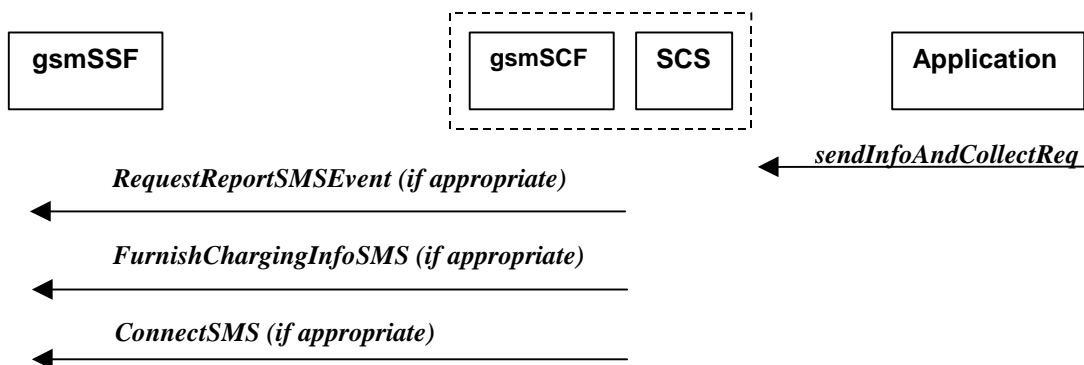 gsmSSF
gsmSCF
SCS
Application
sendInfoAndCollectReq
RequestReportSMSEvent (if appropriate)
FurnishChargingInfoSMS (if appropriate)
ConnectSMS (if appropriate)